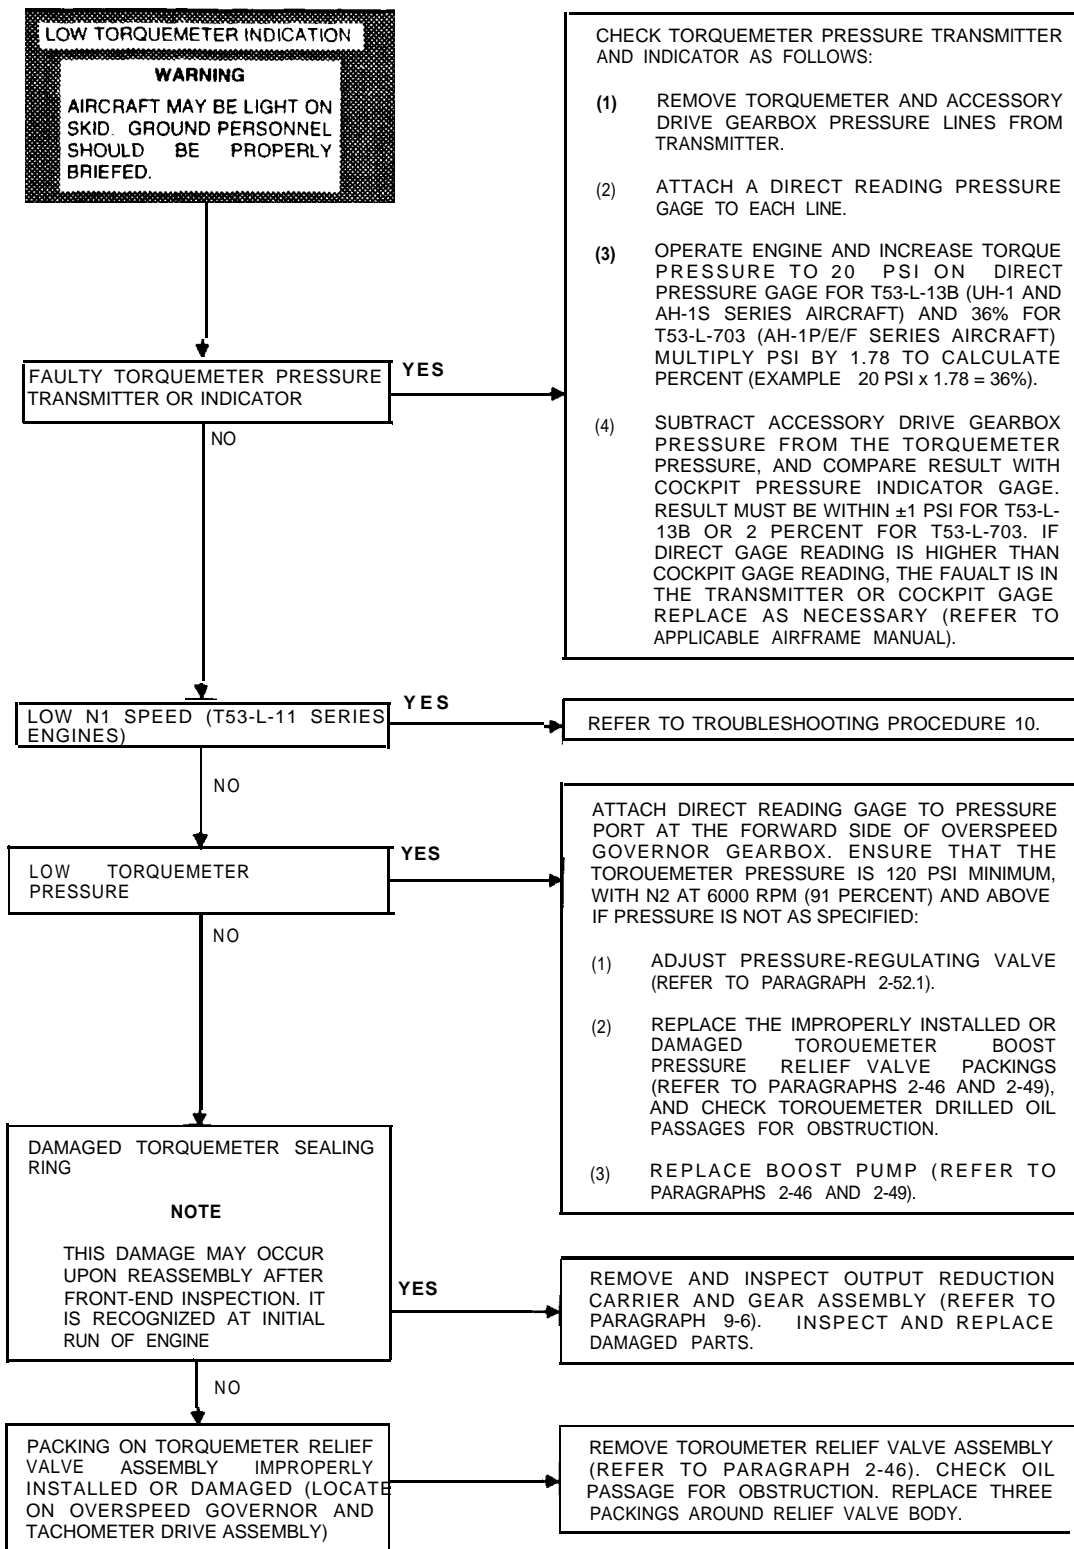 LOW TORQUEMETER INDICATION
WARNING
AIRCRAFT MAY BE LIGHT ON
SKID. GROUND PERSONNEL
SHOULD BE PROPERLY
BRIEFED.
CHECK TORQUEMETER PRESSURE TRANSMITTER
AND INDICATOR AS FOLLOWS:
(1) REMOVE TORQUEMETER AND ACCESSORY
DRIVE GEARBOX PRESSURE LINES FROM
TRANSMITTER.
(2) ATTACH A DIRECT READING PRESSURE
GAGE TO EACH LINE.
(3) OPERATE ENGINE AND INCREASE TORQUE
PRESSURE TO 20 PSI ON DIRECT
PRESSURE GAGE FOR T53-L-13B (UH-1 AND
AH-1S SERIES AIRCRAFT) AND 36% FOR
T53-L-703 (AH-1P/E/F SERIES AIRCRAFT)
MULTIPLY PSI BY 1.78 TO CALCULATE
PERCENT (EXAMPLE 20 PSI x 1.78 = 36%).
(4) SUBTRACT ACCESSORY DRIVE GEARBOX
PRESSURE FROM THE TORQUEMETER
PRESSURE, AND COMPARE RESULT WITH
COCKPIT PRESSURE INDICATOR GAGE.
RESULT MUST BE WITHIN ±1 PSI FOR T53-L-
13B OR 2 PERCENT FOR T53-L-703. IF
DIRECT GAGE READING IS HIGHER THAN
COCKPIT GAGE READING, THE FAUALT IS IN
THE TRANSMITTER OR COCKPIT GAGE
REPLACE AS NECESSARY (REFER TO
APPLICABLE AIRFRAME MANUAL).
FAULTY TORQUEMETER PRESSURE
TRANSMITTER OR INDICATOR
YES
NO
LOW N1 SPEED (T53-L-11 SERIES
ENGINES)
YES
REFER TO TROUBLESHOOTING PROCEDURE 10.
NO
LOW TORQUEMETER
PRESSURE
YES
ATTACH DIRECT READING GAGE TO PRESSURE
PORT AT THE FORWARD SIDE OF OVERSPEED
GOVERNOR GEARBOX. ENSURE THAT THE
TOROUEMETER PRESSURE IS 120 PSI MINIMUM,
WITH N2 AT 6000 RPM (91 PERCENT) AND ABOVE
IF PRESSURE IS NOT AS SPECIFIED:
(1) ADJUST PRESSURE-REGULATING VALVE
(REFER TO PARAGRAPH 2-52.1).
(2) REPLACE THE IMPROPERLY INSTALLED OR
DAMAGED TOROUEMETER BOOST
PRESSURE RELIEF VALVE PACKINGS
(REFER TO PARAGRAPHS 2-46 AND 2-49),
AND CHECK TOROUEMETER DRILLED OIL
PASSAGES FOR OBSTRUCTION.
(3) REPLACE BOOST PUMP (REFER TO
PARAGRAPHS 2-46 AND 2-49).
NO
DAMAGED TORQUEMETER SEALING
RING
NOTE
THIS DAMAGE MAY OCCUR
UPON REASSEMBLY AFTER
FRONT-END INSPECTION. IT
IS RECOGNIZED AT INITIAL
RUN OF ENGINE
YES
REMOVE AND INSPECT OUTPUT REDUCTION
CARRIER AND GEAR ASSEMBLY (REFER TO
PARAGRAPH 9-6). INSPECT AND REPLACE
DAMAGED PARTS.
NO
PACKING ON TORQUEMETER RELIEF
VALVE ASSEMBLY IMPROPERLY
INSTALLED OR DAMAGED (LOCATE
ON OVERSPEED GOVERNOR AND
TACHOMETER DRIVE ASSEMBLY)
REMOVE TOROUMETER RELIEF VALVE ASSEMBLY
(REFER TO PARAGRAPH 2-46). CHECK OIL
PASSAGE FOR OBSTRUCTION. REPLACE THREE
PACKINGS AROUND RELIEF VALVE BODY.